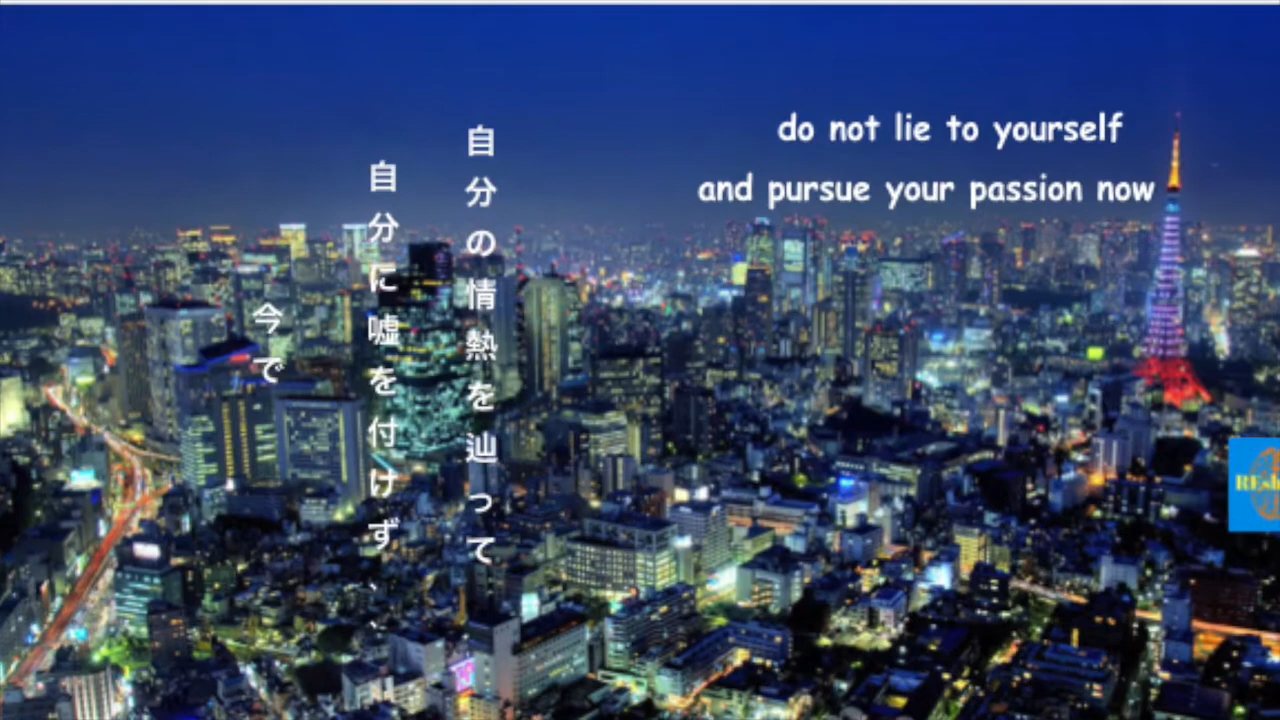 do not lie to yourself
and pursue your passion now
自分の情熱を辿って
自分に嘘を付けず、
今で